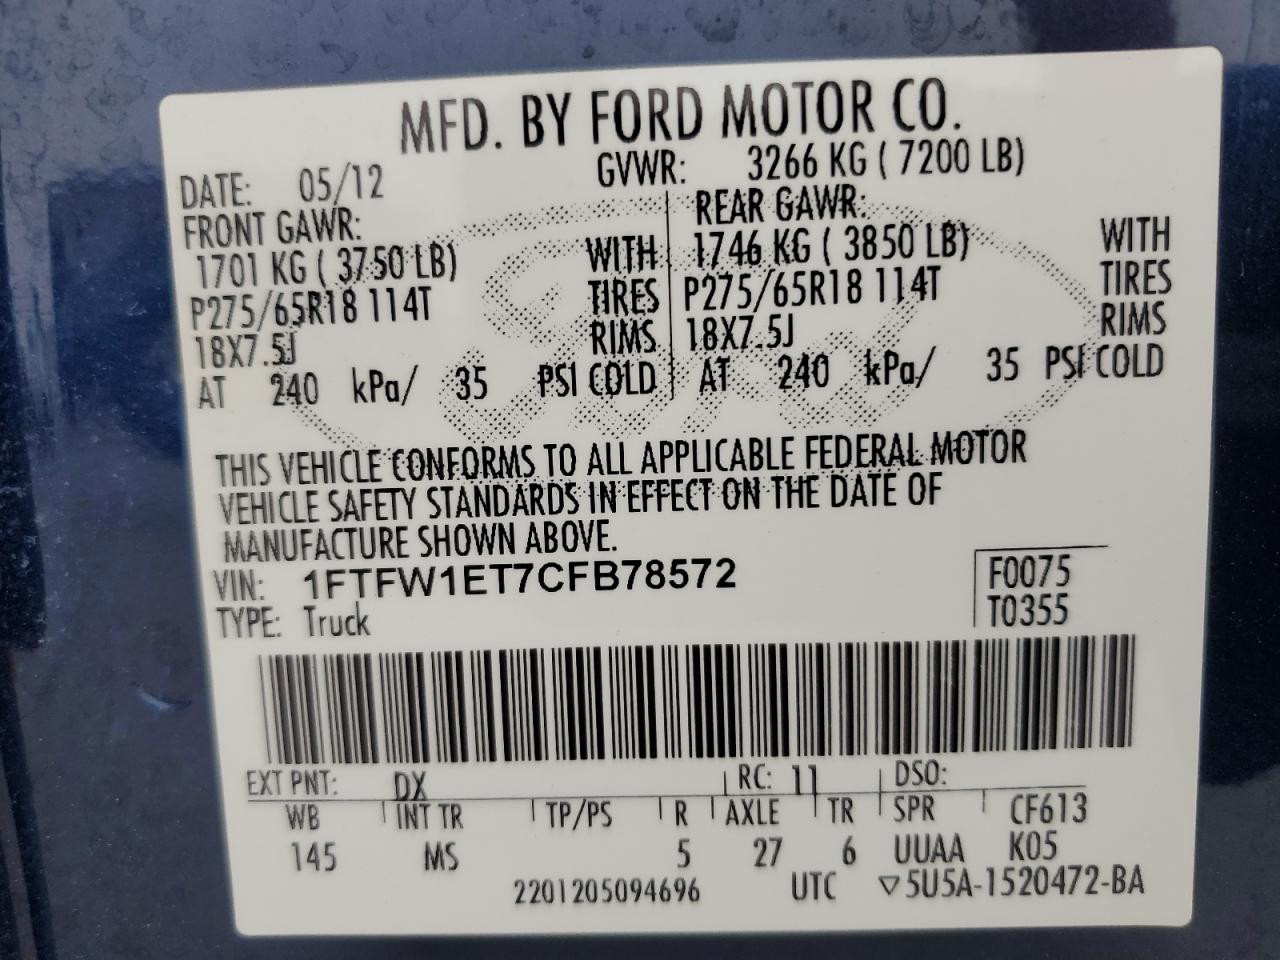 MFD. BY FORD MOTOR CO.
DATE: 05/12 GVWR: 3266 KG ( 7200 LB)
FRONT GAWR: REAR GAWR:
1701 KG ( 3750 LB) WITH 1746 KG ( 3850 LB) WITH
P275/65R18 114T TIRES P275/65R18 114T TIRES
18X7.5J RIMS 18X7.5J RIMS
AT 240 kPa/ 35 PSI COLD AT 240 kPa/ 35 PSI COLD
THIS VEHICLE CONFORMS TO ALL APPLICABLE FEDERAL MOTOR
VEHICLE SAFETY STANDARDS IN EFFECT ON THE DATE OF
MANUFACTURE SHOWN ABOVE.
VIN: 1FTFW1ET7CFB78572 F0075
TYPE: Truck T0355
EXT PNT: DX RC: 11 DSO:
WB INT TR TP/PS R AXLE TR SPR CF613
145 MS 5 27 6 UUAA K05
2201205094696 UTC ▽5U5A-1520472-BA
Ford